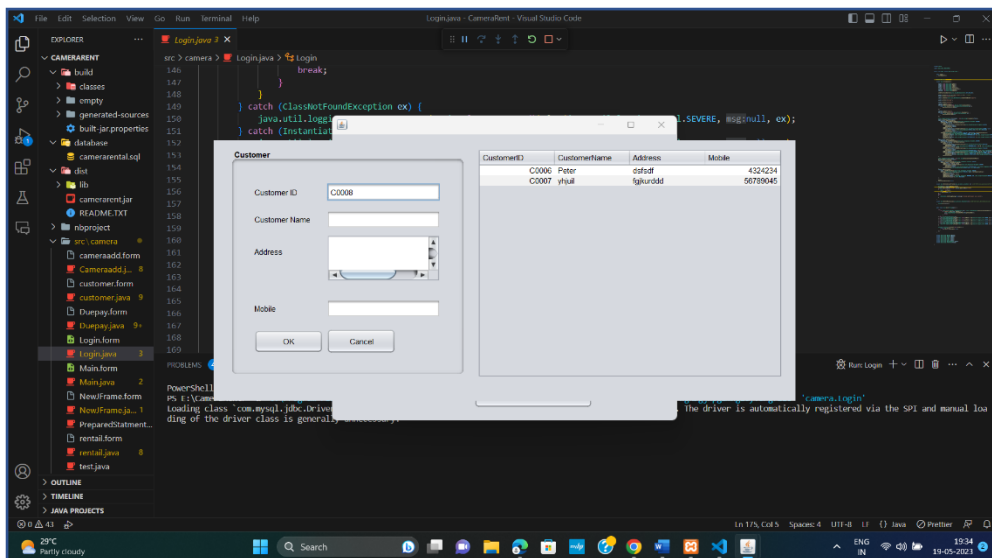 File Edit Selection View Go Run Terminal Help
Login.java - CameraRent - Visual Studio Code
EXPLORER
CAMERARENT
build
classes
empty
generated-sources
built-jar.properties
database
camerarental.sql
dist
lib
camerarent.jar
README.TXT
nbproject
src\camera
cameraadd.form
Cameraadd.j... 8
customer.form
customer.java 9
Duepay.form
Duepay.java 9+
Login.form
Login.java 3
Main.form
Main.java 2
NewJFrame.form
NewJFrame.ja... 1
PreparedStatment...
rentail.form
rentail.java 8
test.java
OUTLINE
TIMELINE
JAVA PROJECTS
Login.java 3
src > camera > Login.java > Login
146 break;
147 }
148 }
149 } catch (ClassNotFoundException ex) {
150 java.util.loggi l.SEVERE, msg:null, ex);
151 } catch (Instantiat
152
153
154
155
156
157
158
159
160
161
162
163
164
165
166
167
168
169
Customer
Customer ID C0008
Customer Name
Address
Mobile
OK Cancel
CustomerID CustomerName Address Mobile
C0006 Peter dsfsdf 4324234
C0007 yhjuil fgjkurddd 56789045
PROBLEMS
Run: Login
PowerShell
PS E:\Came 'camera.Login'
Loading class `com.mysql.jdbc.Driver The driver is automatically registered via the SPI and manual loa
ding of the driver class is generally unnecessary.
0 43
Ln 175, Col 5 Spaces: 4 UTF-8 LF {} Java Prettier
29°C
Partly cloudy
Search
ENG
IN
19:34
19-05-2023